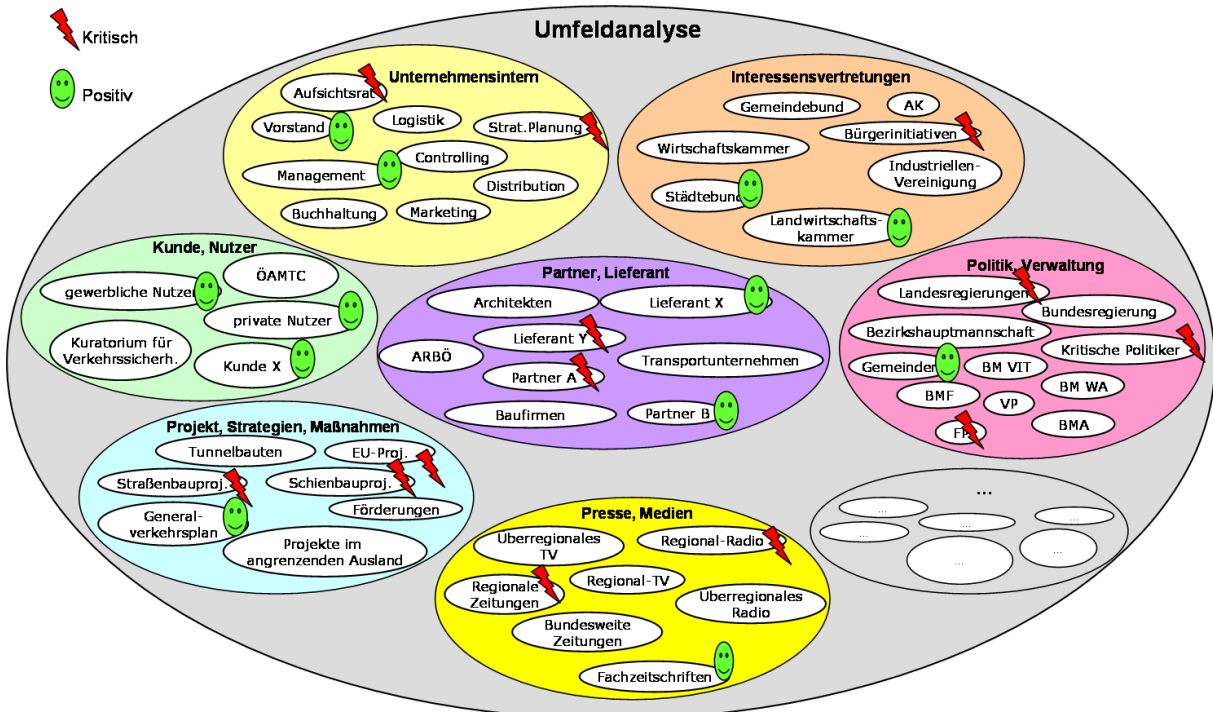 Umfeldanalyse
Kritisch
Positiv
Unternehmensintern
Aufsichtsrat
Vorstand
Logistik
Strat.Planung
Controlling
Management
Distribution
Buchhaltung
Marketing
Interessensvertretungen
Gemeindebund
AK
Bürgerinitiativen
Wirtschaftskammer
Industriellen-
Vereinigung
Städtebund
Landwirtschafts-
kammer
Kunde, Nutzer
ÖAMTC
gewerbliche Nutzer
private Nutzer
Kuratorium für
Verkehrssicherh.
Kunde X
Partner, Lieferant
Architekten
Lieferant X
Lieferant Y
ARBÖ
Transportunternehmen
Partner A
Baufirmen
Partner B
Politik, Verwaltung
Landesregierungen
Bundesregierung
Bezirkshauptmannschaft
Kritische Politiker
Gemeinden
BM VIT
BM WA
BMF
VP
BMA
FP
Projekt, Strategien, Maßnahmen
Tunnelbauten
EU-Proj.
Straßenbauproj.
Schienbauproj.
General-
verkehrsplan
Förderungen
Projekte im
angrenzenden Ausland
Presse, Medien
Überregionales
TV
Regional-Radio
Regionale
Zeitungen
Regional-TV
Überregionales
Radio
Bundesweite
Zeitungen
Fachzeitschriften
...
...
...
...
...
...
...